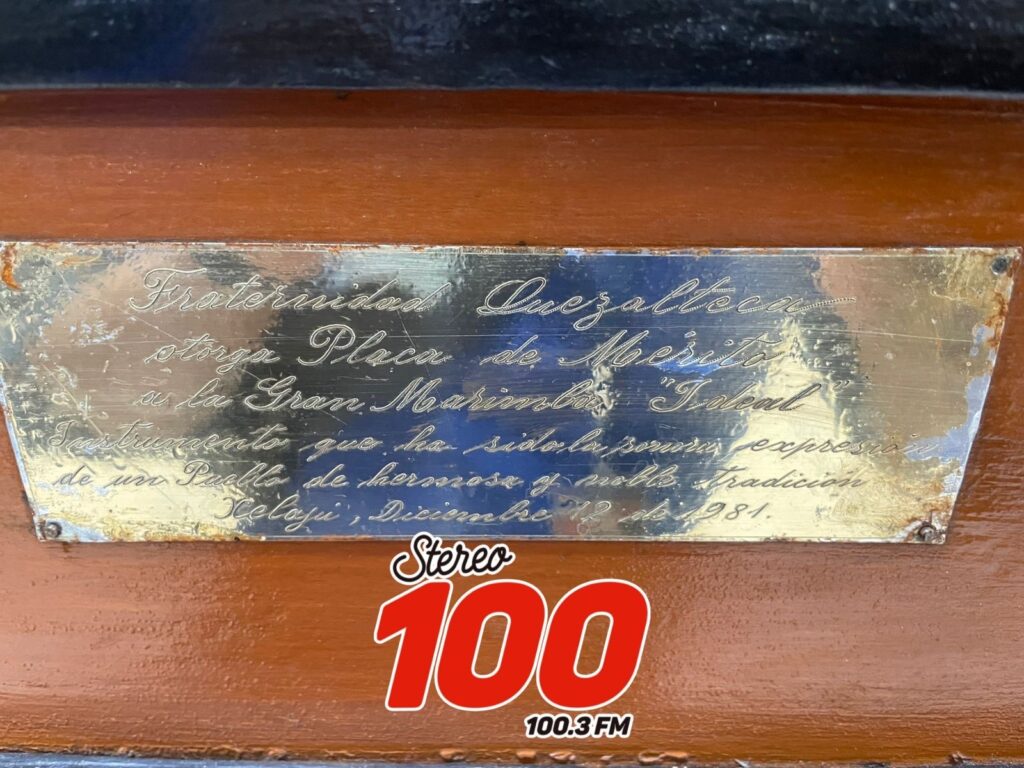 Fraternidad Quezalteca
otorga Placa de Mérito
a la Gran Marimba "Ideal"
Instrumento que ha sido la sonora expresión
de un Pueblo de hermosa y noble tradición
Xelajú, Diciembre 12 de 1981.
Stereo
100
100.3 FM